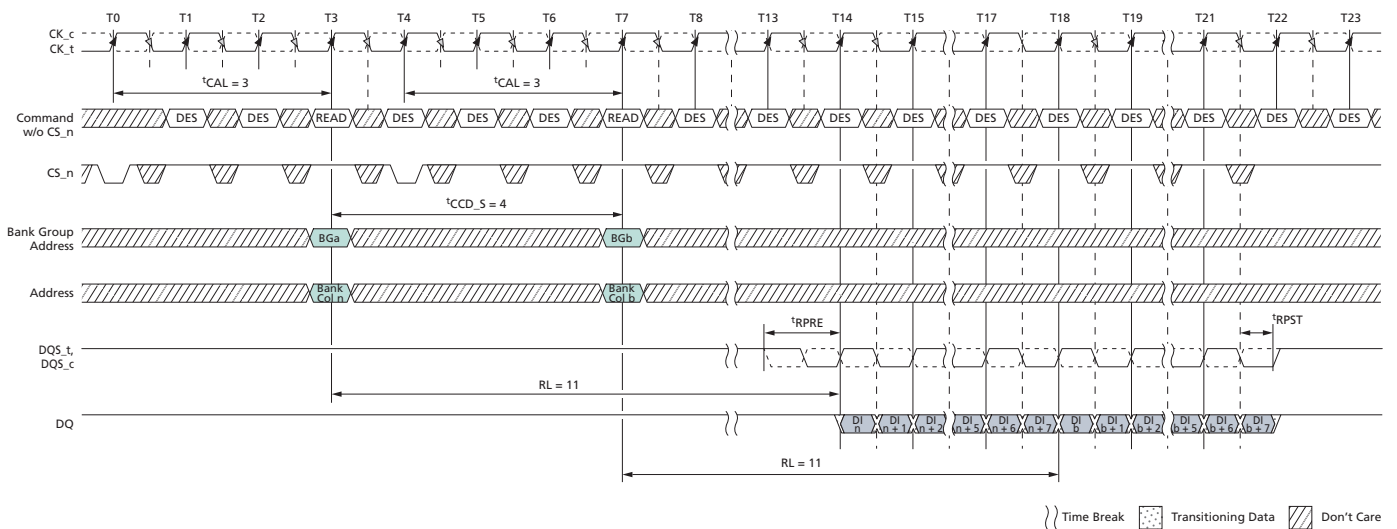 T0 T1 T2 T3 T4 T5 T6 T7 T8 T13 T14 T15 T17 T18 T19 T21 T22 T23
CK_c
CK_t
tCAL = 3 tCAL = 3
Command
w/o CS_n
DES DES READ DES DES DES READ DES DES DES DES DES DES DES DES DES DES
CS_n
tCCD_S = 4
Bank Group
Address
BGa BGb
Address
Bank
Col n
Bank
Col b
tRPRE tRPST
DQS_t,
DQS_c
RL = 11
DQ
DI
n
DI
n + 1
DI
n + 2
DI
n + 5
DI
n + 6
DI
n + 7
DI
b
DI
b + 1
DI
b + 2
DI
b + 5
DI
b + 6
DI
b + 7
RL = 11
Time Break Transitioning Data Don't Care